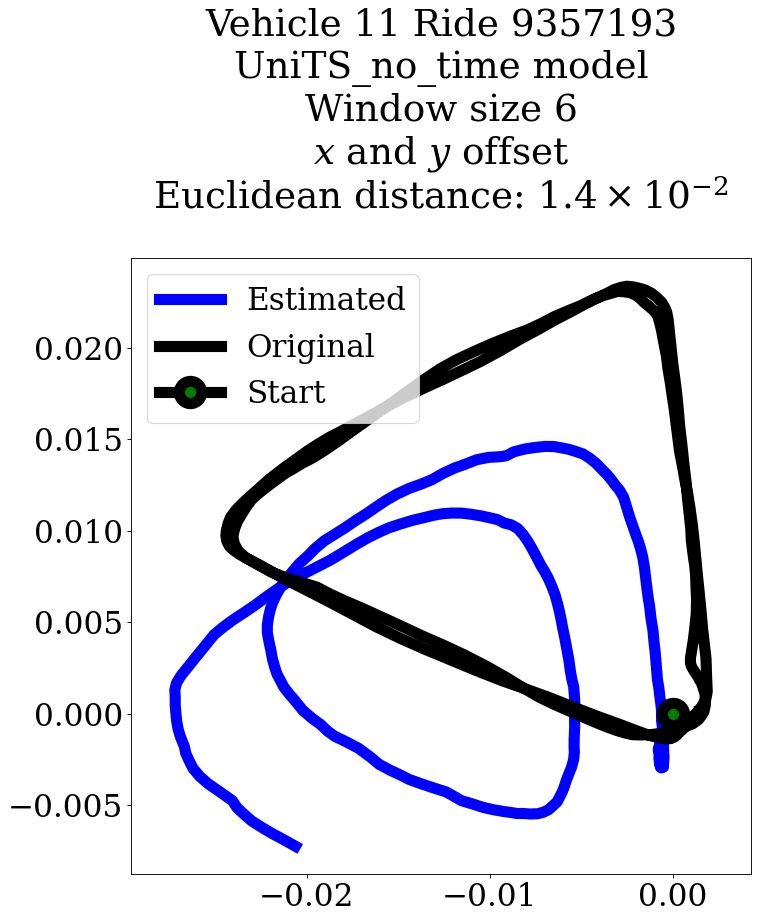 Vehicle 11 Ride 9357193
UniTS_no_time model
Window size 6
x and y offset
Euclidean distance: 1.4 × 10⁻²
Estimated
Original
Start
0.020
0.015
0.010
0.005
0.000
−0.005
−0.02 −0.01 0.00